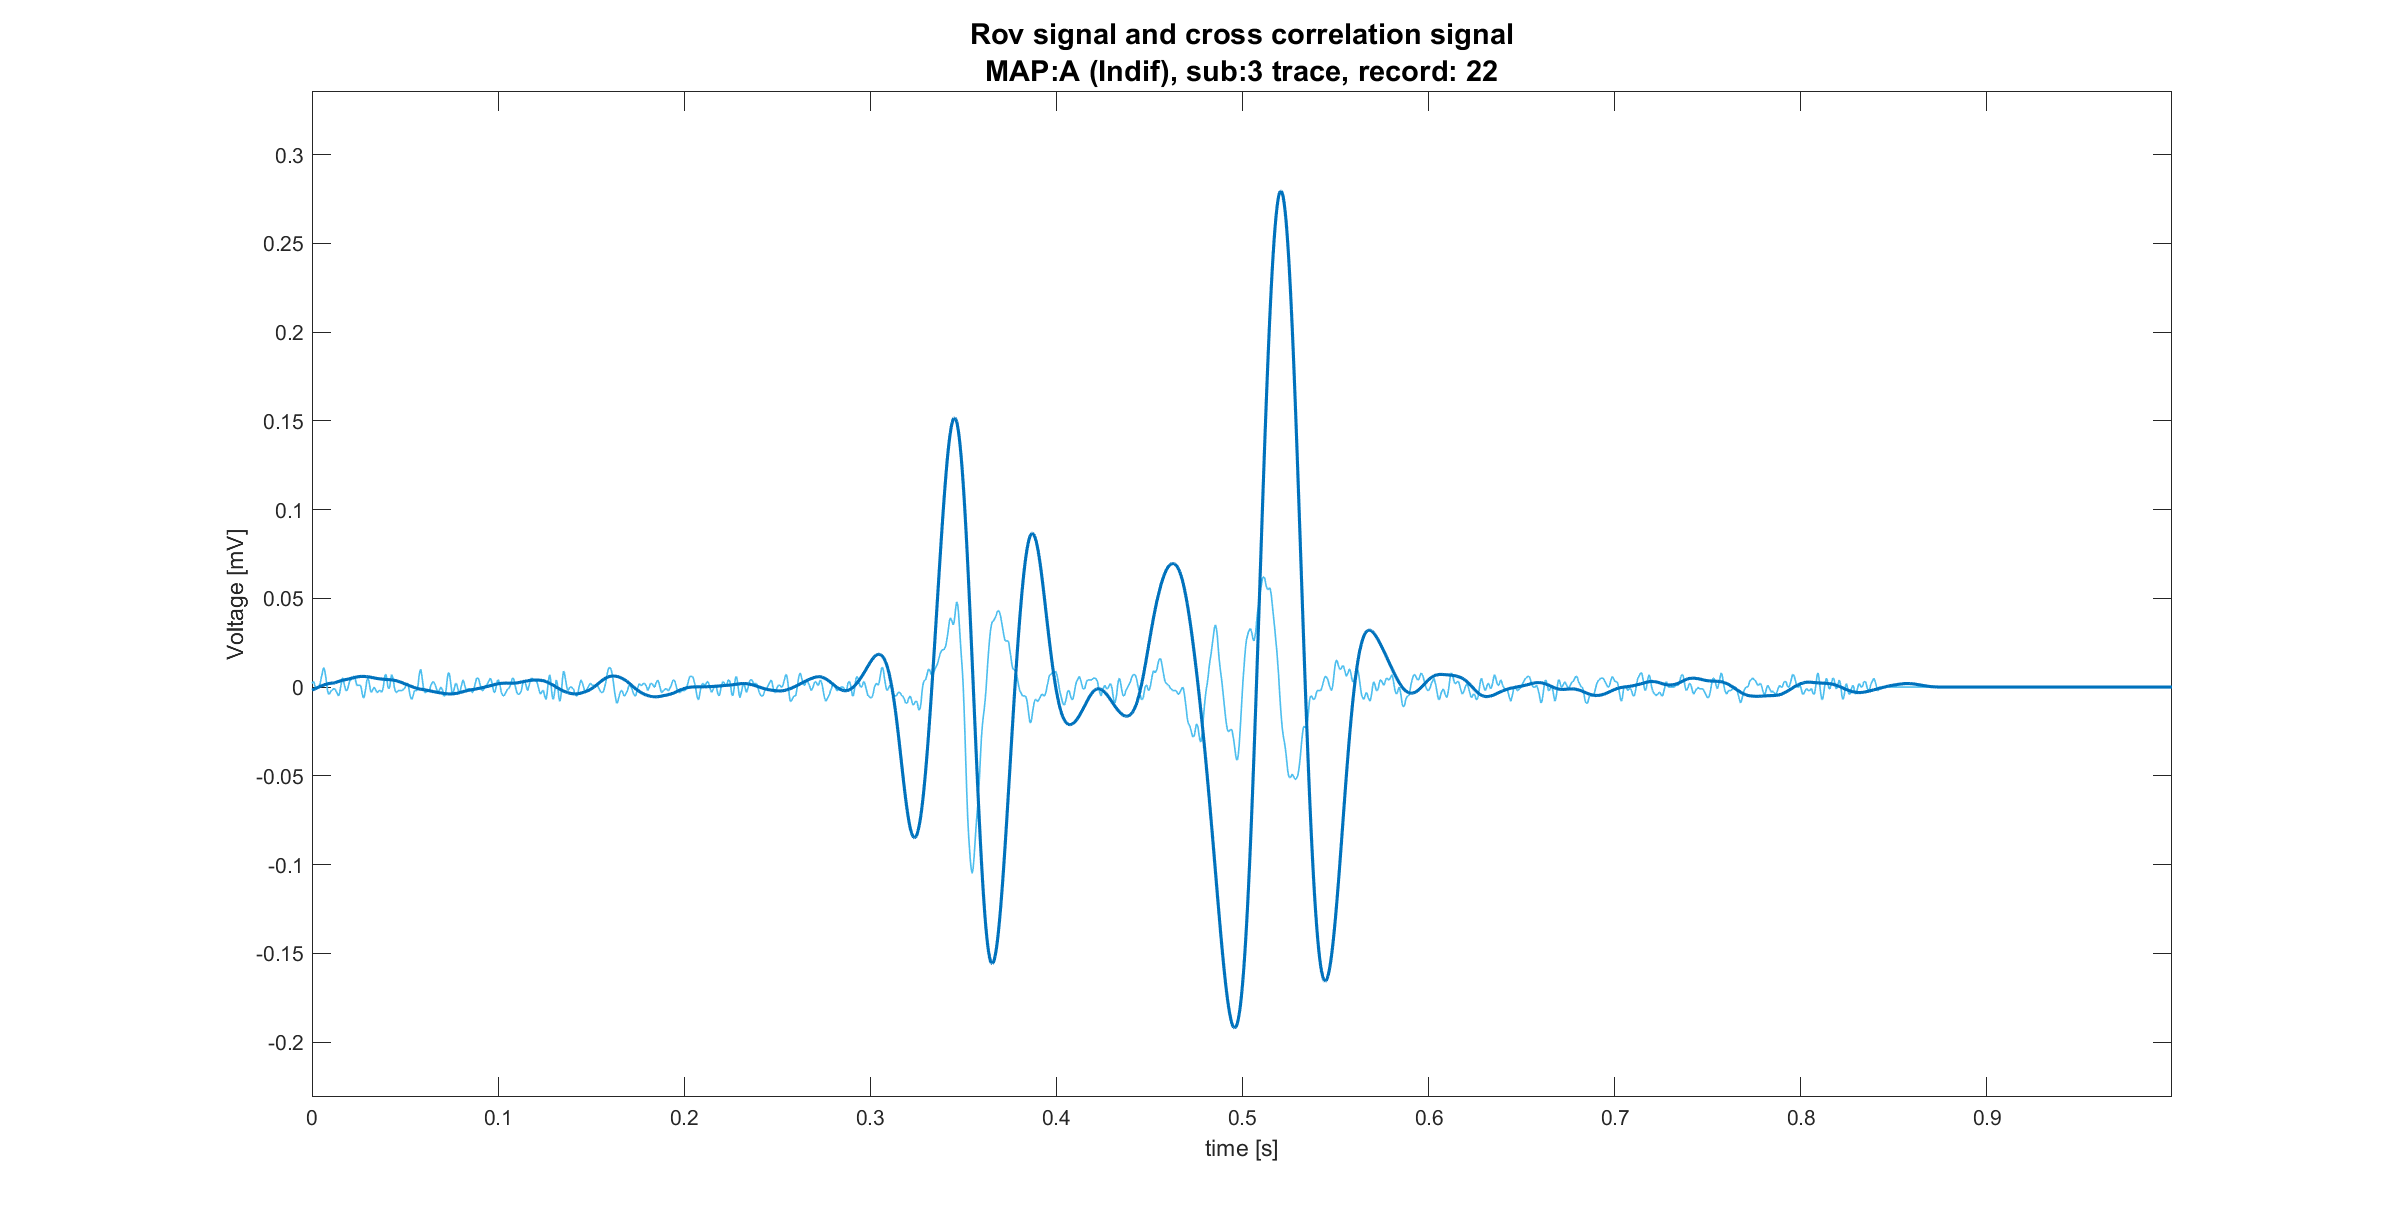 Rov signal and cross correlation signal
MAP:A (Indif), sub:3 trace, record: 22
Voltage [mV]
0.3
0.25
0.2
0.15
0.1
0.05
0
-0.05
-0.1
-0.15
-0.2
0 0.1 0.2 0.3 0.4 0.5 0.6 0.7 0.8 0.9
time [s]